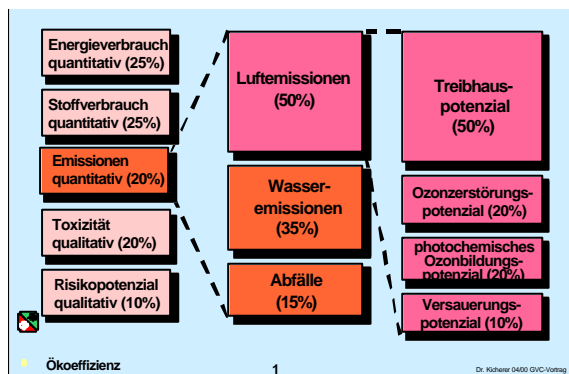 Energieverbrauch
quantitativ (25%)
Stoffverbrauch
quantitativ (25%)
Emissionen
quantitativ (20%)
Toxizität
qualitativ (20%)
Risikopotenzial
qualitativ (10%)
Luftemissionen
(50%)
Wasser-
emissionen
(35%)
Abfälle
(15%)
Treibhaus-
potenzial
(50%)
Ozonzerstörungs-
potenzial (20%)
photochemisches
Ozonbildungs-
potenzial (20%)
Versauerungs-
potenzial (10%)
Ökoeffizienz
1
Dr. Kicherer 04/00 GVC-Vortrag